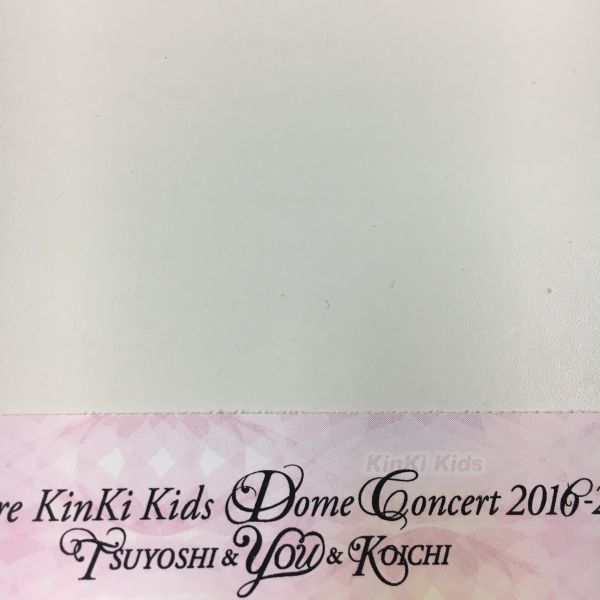 KinKi Kids
re KinKi Kids Dome Concert 2016-2
TSUYOSHI & YOU & KOICHI